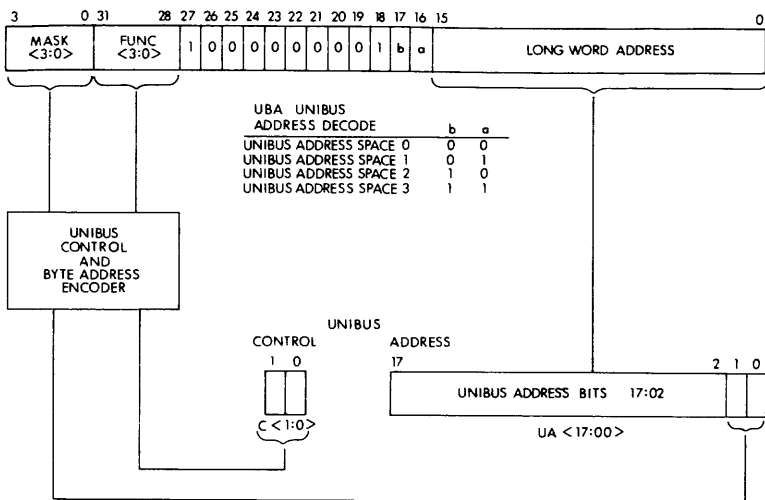 3 0 31 28 27 26 25 24 23 22 21 20 19 18 17 16 15 0
MASK <3:0> FUNC <3:0> 1 0 0 0 0 0 0 0 0 1 b a LONG WORD ADDRESS
UBA UNIBUS
ADDRESS DECODE b a
UNIBUS ADDRESS SPACE 0 0 0
UNIBUS ADDRESS SPACE 1 0 1
UNIBUS ADDRESS SPACE 2 1 0
UNIBUS ADDRESS SPACE 3 1 1
UNIBUS
CONTROL
AND
BYTE ADDRESS
ENCODER
UNIBUS
CONTROL ADDRESS
1 0 17 2 1 0
UNIBUS ADDRESS BITS 17:02
C <1:0> UA <17:00>